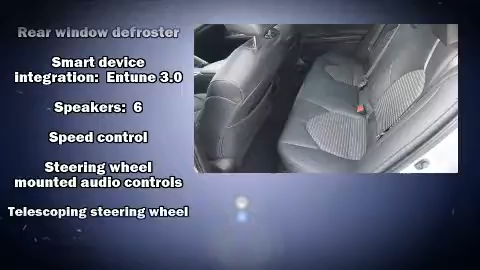 Rear window defroster
Smart device
integration:  Entune 3.0
Speakers:  6
Speed control
Steering wheel
mounted audio controls
Telescoping steering wheel